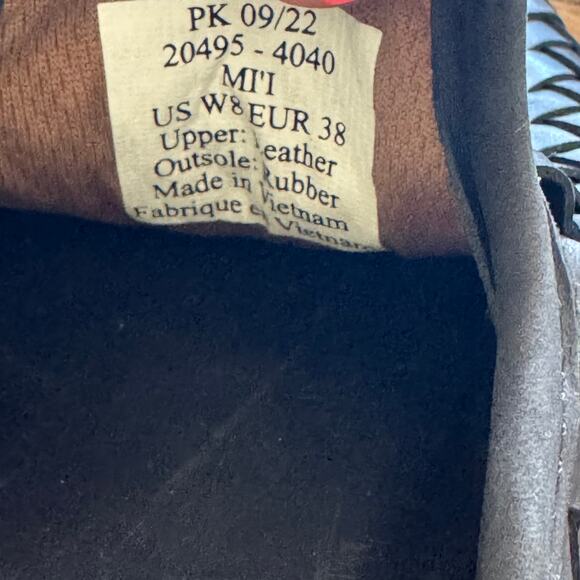 PK 09/22
20495 - 4040
MI'I
US W8 EUR 38
Upper: Leather
Outsole: Rubber
Made in Vietnam
Fabrique e Vietnam